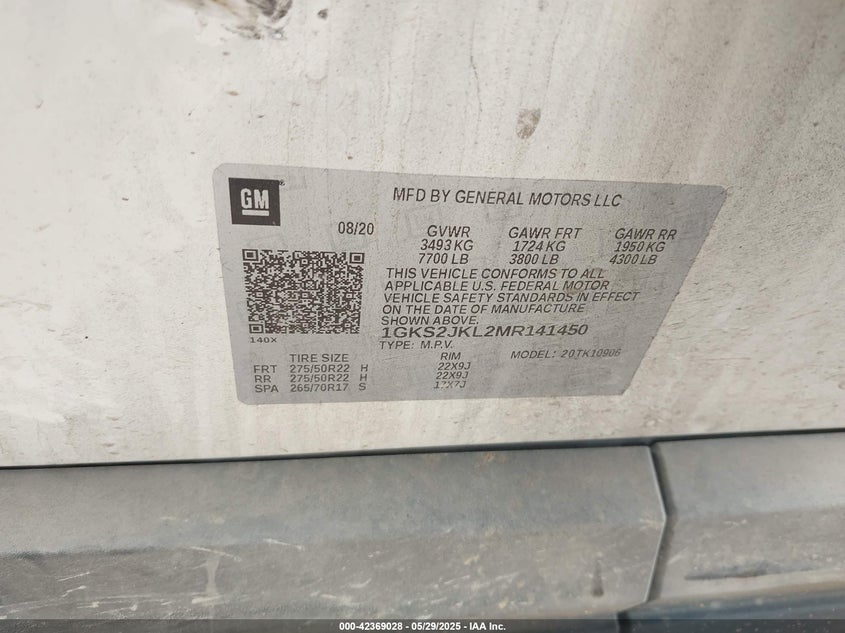 GM
MFD BY GENERAL MOTORS LLC
08/20
GVWR GAWR FRT GAWR RR
3493 KG 1724 KG 1950 KG
7700 LB 3800 LB 4300 LB
THIS VEHICLE CONFORMS TO ALL
APPLICABLE U.S. FEDERAL MOTOR
VEHICLE SAFETY STANDARDS IN EFFECT
ON THE DATE OF MANUFACTURE
SHOWN ABOVE.
1GKS2JKL2MR141450
140X
TYPE: M.P.V. MODEL: 20TK10906
TIRE SIZE RIM
FRT 275/50R22 H 22X9J
RR 275/50R22 H 22X9J
SPA 265/70R17 S 17X7J
000-42369028 - 05/29/2025 - IAA Inc.